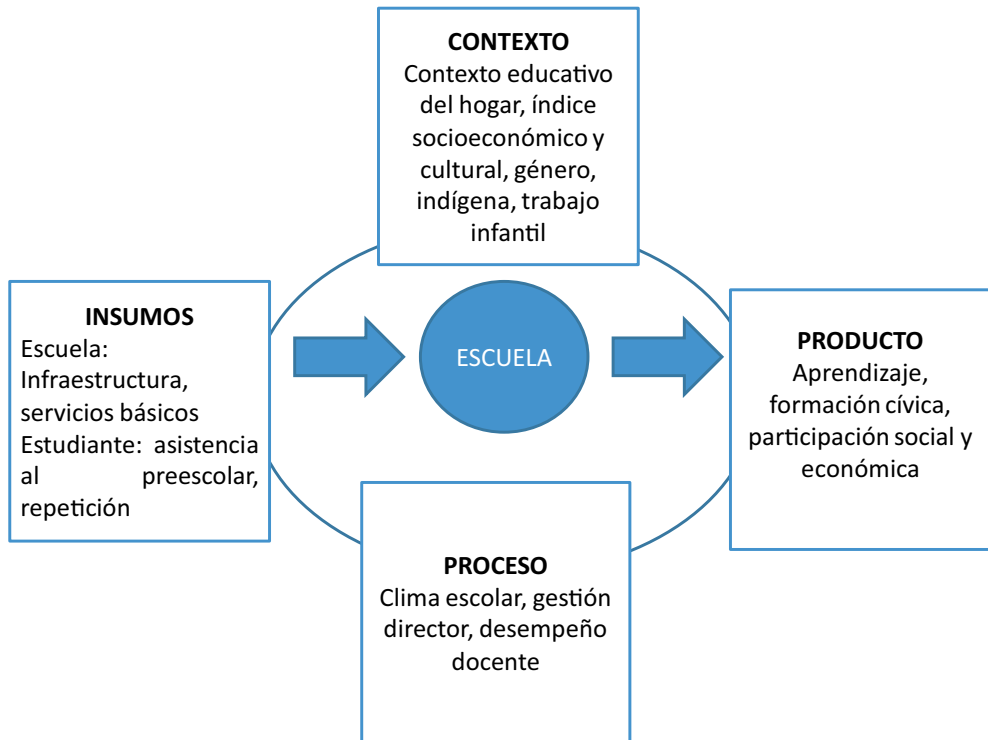 CONTEXTO
Contexto educativo
del hogar, índice
socioeconómico y
cultural, género,
indígena, trabajo
infantil
INSUMOS
Escuela:
Infraestructura,
servicios básicos
Estudiante: asistencia
al preescolar,
repetición
ESCUELA
PRODUCTO
Aprendizaje,
formación cívica,
participación social y
económica
PROCESO
Clima escolar, gestión
director, desempeño
docente